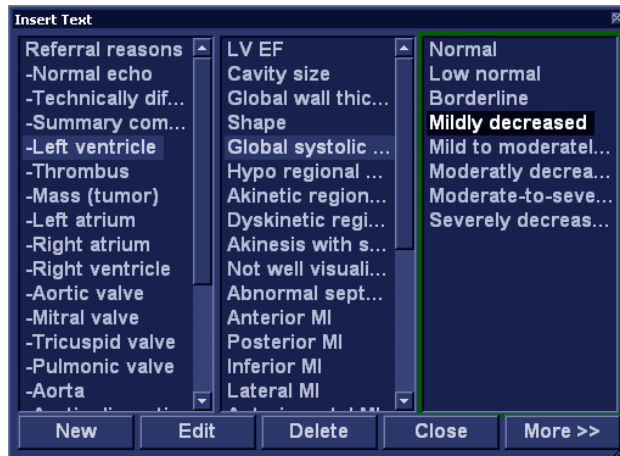 Insert Text
Referral reasons
-Normal echo
-Technically dif...
-Summary com...
-Left ventricle
-Thrombus
-Mass (tumor)
-Left atrium
-Right atrium
-Right ventricle
-Aortic valve
-Mitral valve
-Tricuspid valve
-Pulmonic valve
-Aorta
LV EF
Cavity size
Global wall thic...
Shape
Global systolic ...
Hypo regional ...
Akinetic region...
Dyskinetic regi...
Akinesis with s...
Not well visuali...
Abnormal sept...
Anterior MI
Posterior MI
Inferior MI
Lateral MI
Normal
Low normal
Borderline
Mildly decreased
Mild to moderatel...
Moderatly decrea...
Moderate-to-seve...
Severely decreas...
New
Edit
Delete
Close
More >>